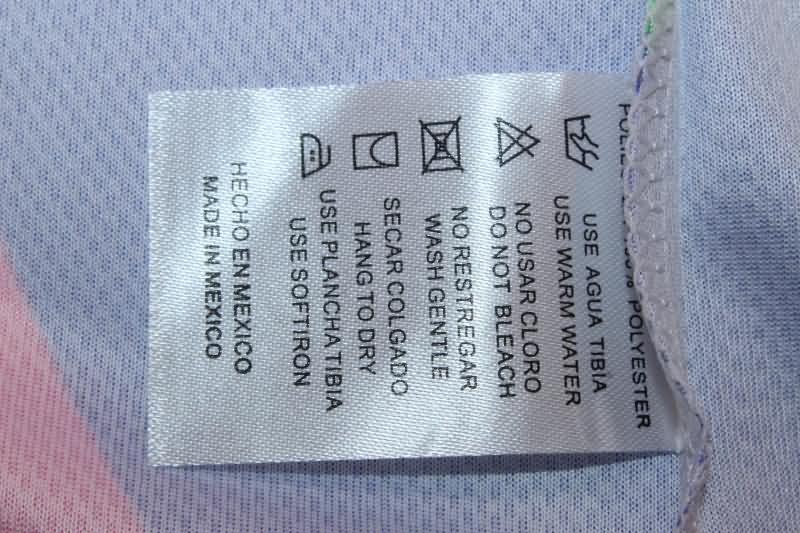 POLYESTER
USE AGUA TIBIA
USE WARM WATER
NO USAR CLORO
DO NOT BLEACH
NO RESTREGAR
WASH GENTLE
SECAR COLGADO
HANG TO DRY
USE PLANCHA TIBIA
USE SOFTIRON
HECHO EN MEXICO
MADE IN MEXICO